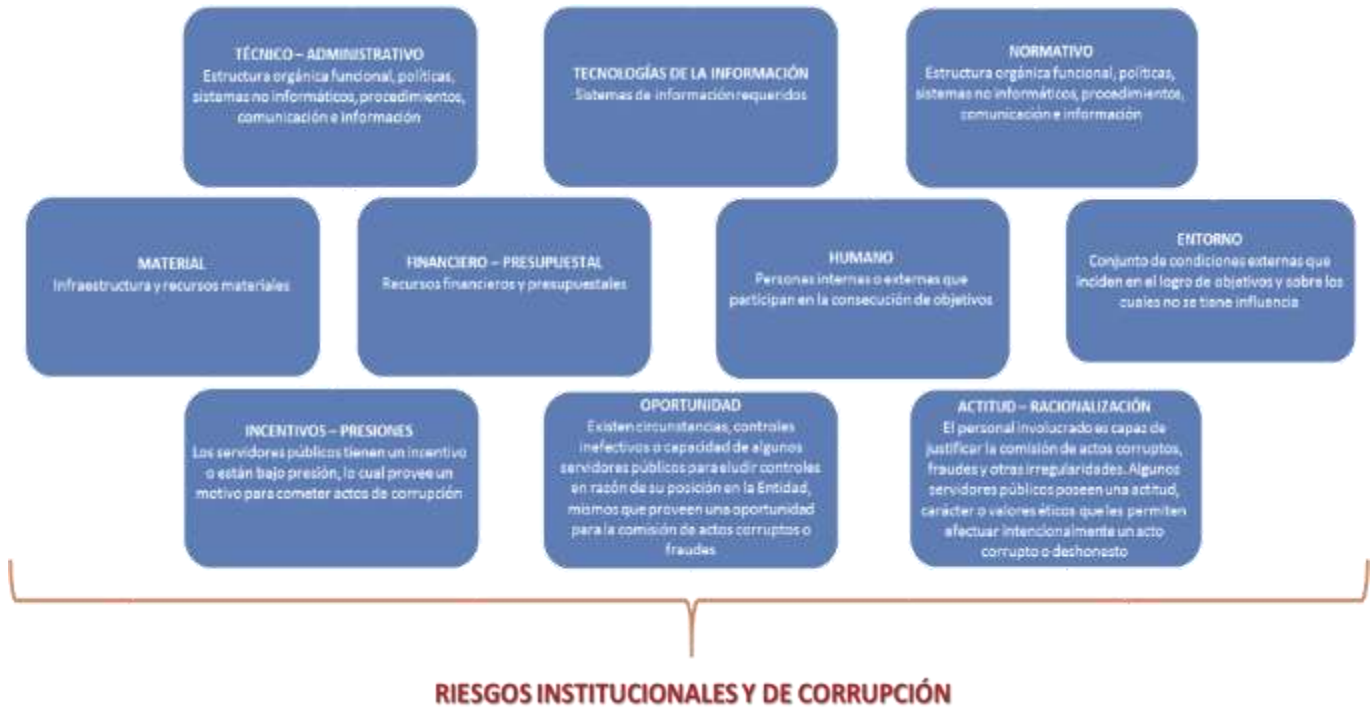 TÉCNICO – ADMINISTRATIVO
Estructura orgánica funcional, políticas,
sistemas no informáticos, procedimientos,
comunicación e información
TECNOLOGÍAS DE LA INFORMACIÓN
Sistemas de información requeridos
NORMATIVO
Estructura orgánica funcional, políticas,
sistemas no informáticos, procedimientos,
comunicación e información
MATERIAL
Infraestructura y recursos materiales
FINANCIERO – PRESUPUESTAL
Recursos financieros y presupuestales
HUMANO
Personas internas o externas que
participan en la consecución de objetivos
ENTORNO
Conjunto de condiciones externas que
inciden en el logro de objetivos y sobre los
cuales no se tiene influencia
INCENTIVOS – PRESIONES
Los servidores públicos tienen un incentivo
o están bajo presión, lo cual provee un
motivo para cometer actos de corrupción
OPORTUNIDAD
Existen circunstancias, controles
inefectivos o capacidad de algunos
servidores públicos para eludir controles
en razón de su posición en la Entidad,
mismos que proveen una oportunidad
para la comisión de actos corruptos o
fraudes
ACTITUD – RACIONALIZACIÓN
El personal involucrado es capaz de
justificar la comisión de actos corruptos,
fraudes y otras irregularidades. Algunos
servidores públicos poseen una actitud,
carácter o valores éticos que les permiten
efectuar intencionalmente un acto
corrupto o deshonesto
RIESGOS INSTITUCIONALES Y DE CORRUPCIÓN